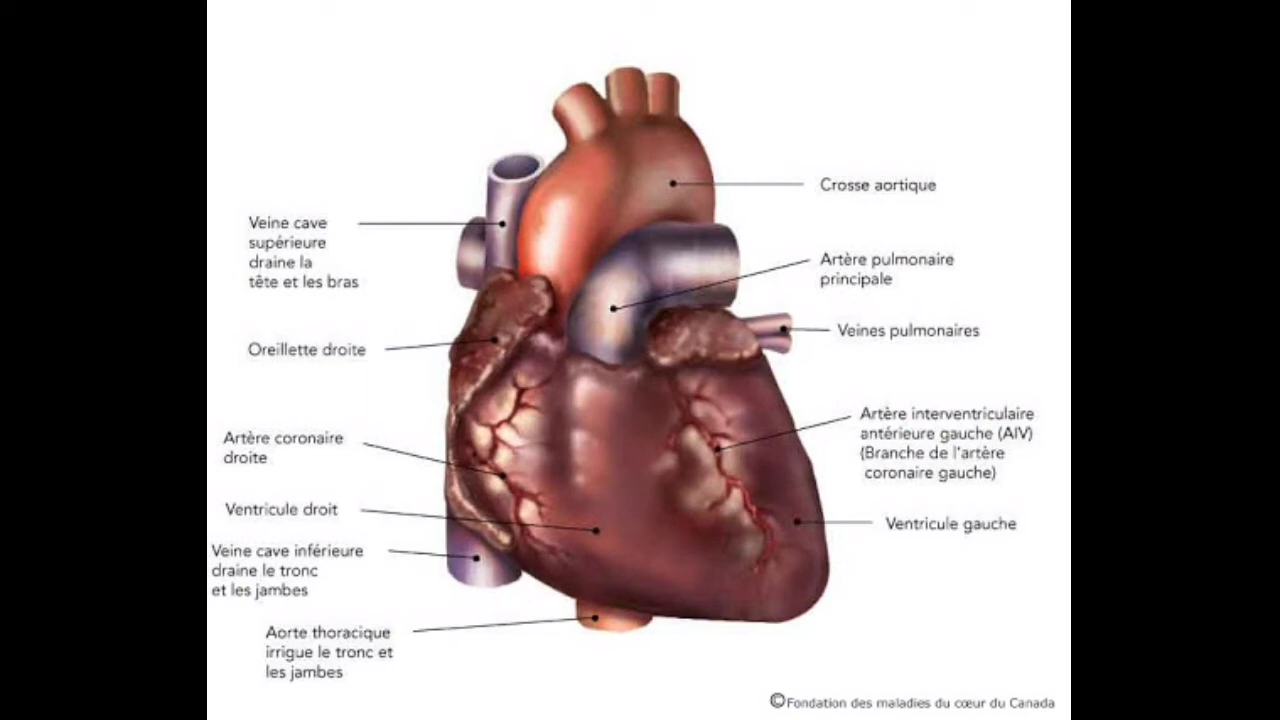 Veine cave
supérieure
draine la
tête et les bras
Oreillette droite
Artère coronaire
droite
Ventricule droit
Veine cave inférieure
draine le tronc
et les jambes
Aorte thoracique
irrigue le tronc et
les jambes
Crosse aortique
Artère pulmonaire
principale
Veines pulmonaires
Artère interventriculaire
antérieure gauche (AIV)
(Branche de l'artère
coronaire gauche)
Ventricule gauche
©Fondation des maladies du cœur du Canada